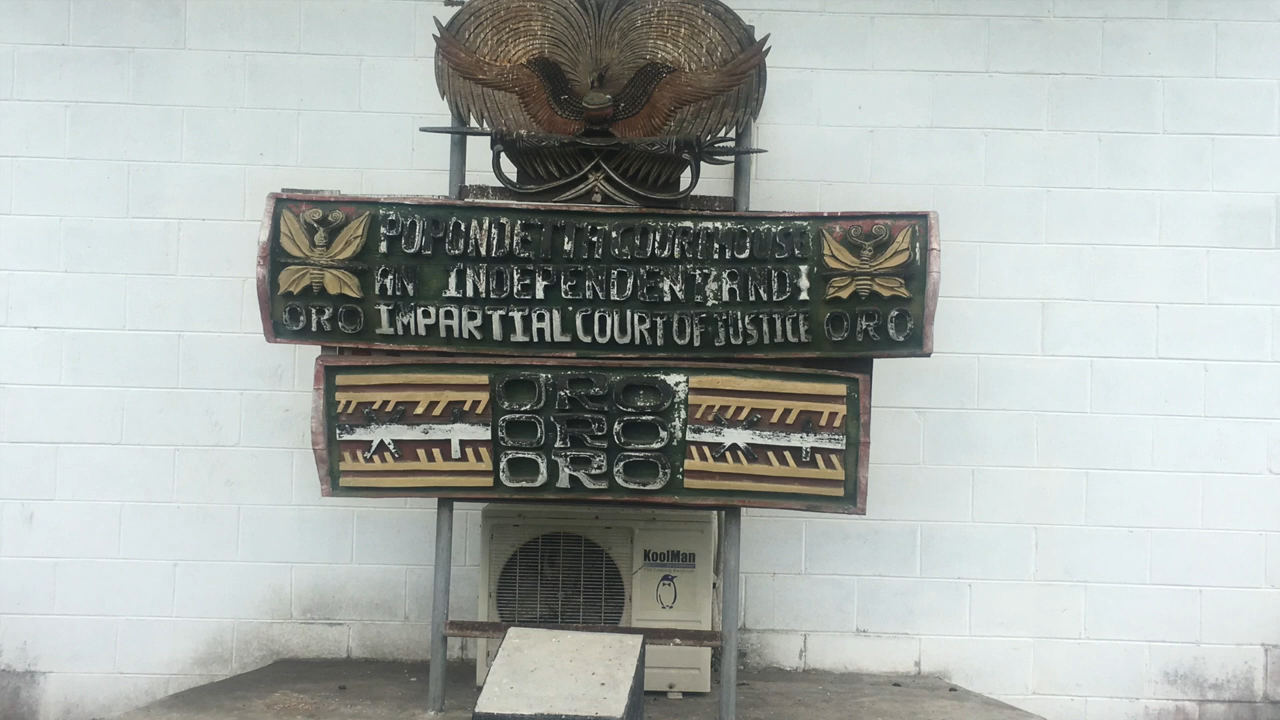 POPONDETTA COURTHOUSE
AN INDEPENDENT AND
IMPARTIAL COURT OF JUSTICE
ORO
ORO
ORO
ORO
ORO
KoolMan